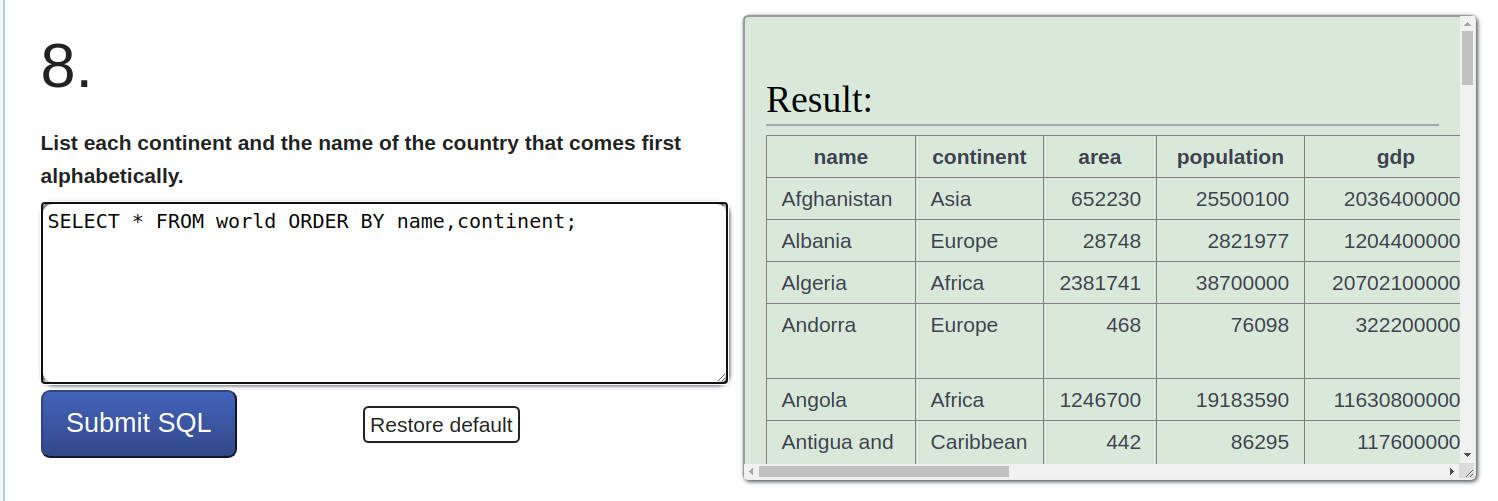 8.
List each continent and the name of the country that comes first
alphabetically.
SELECT * FROM world ORDER BY name,continent;
Submit SQL
Restore default
Result:
name continent area population gdp
Afghanistan Asia 652230 25500100 2036400000
Albania Europe 28748 2821977 1204400000
Algeria Africa 2381741 38700000 20702100000
Andorra Europe 468 76098 322200000
Angola Africa 1246700 19183590 11630800000
Antigua and Caribbean 442 86295 117600000